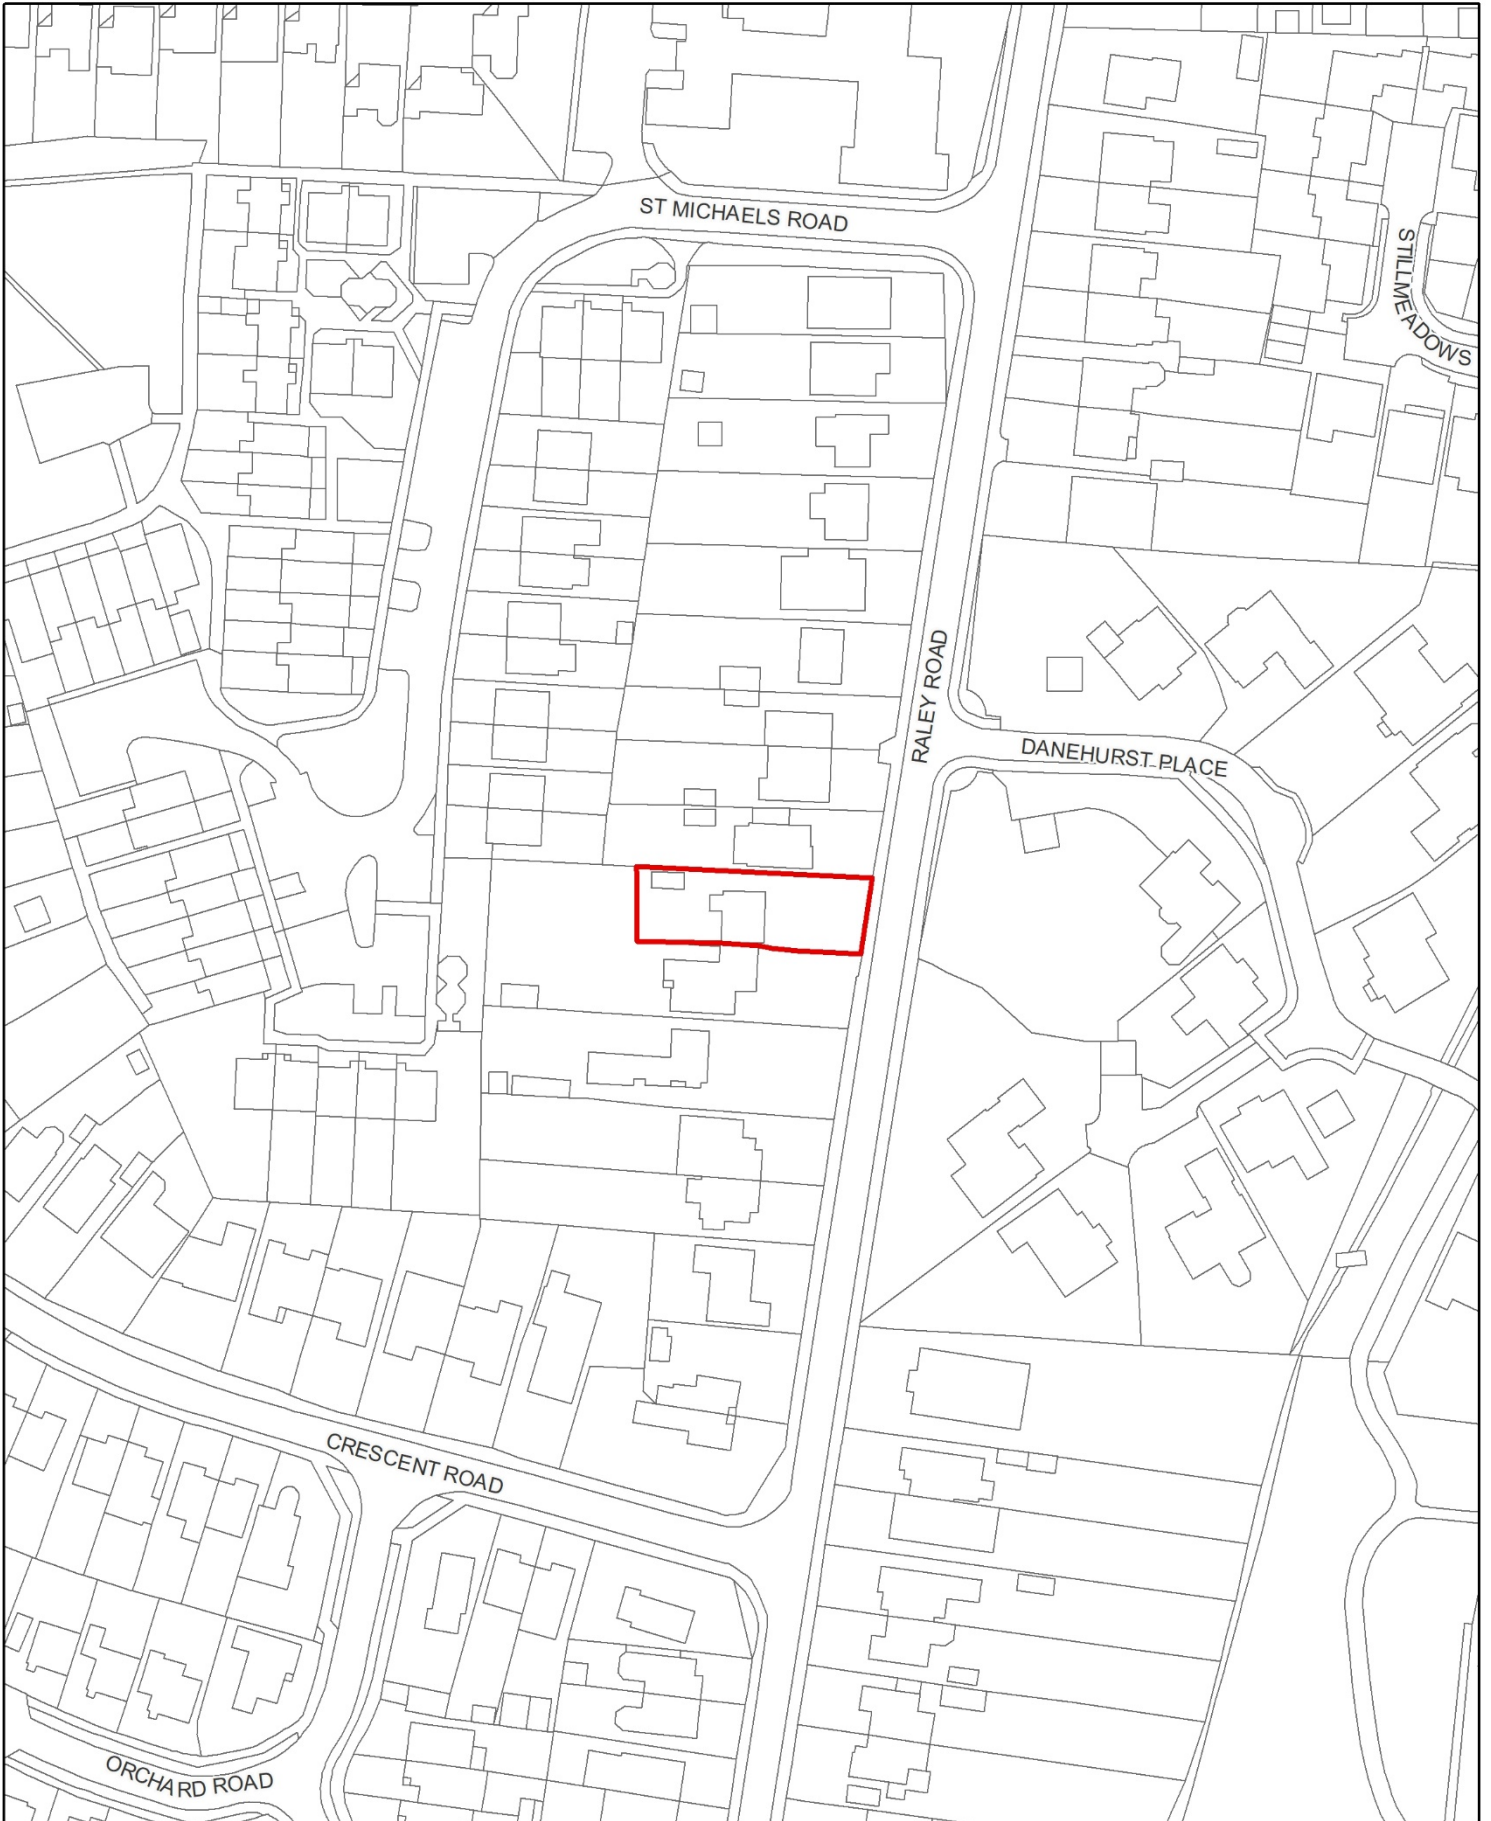 ST MICHAELS ROAD
STILLMEADOWS
RALEY ROAD
DANEHURST PLACE
CRESCENT ROAD
ORCHARD ROAD